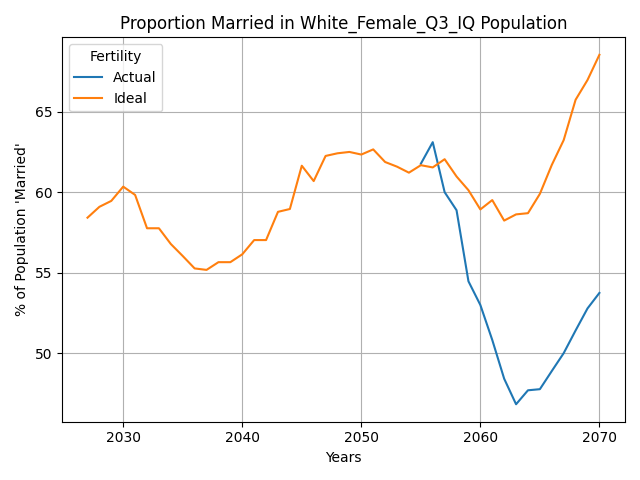 Proportion Married in White_Female_Q3_IQ Population
Fertility
Actual
Ideal
% of Population 'Married'
65
60
55
50
2030 2040 2050 2060 2070
Years